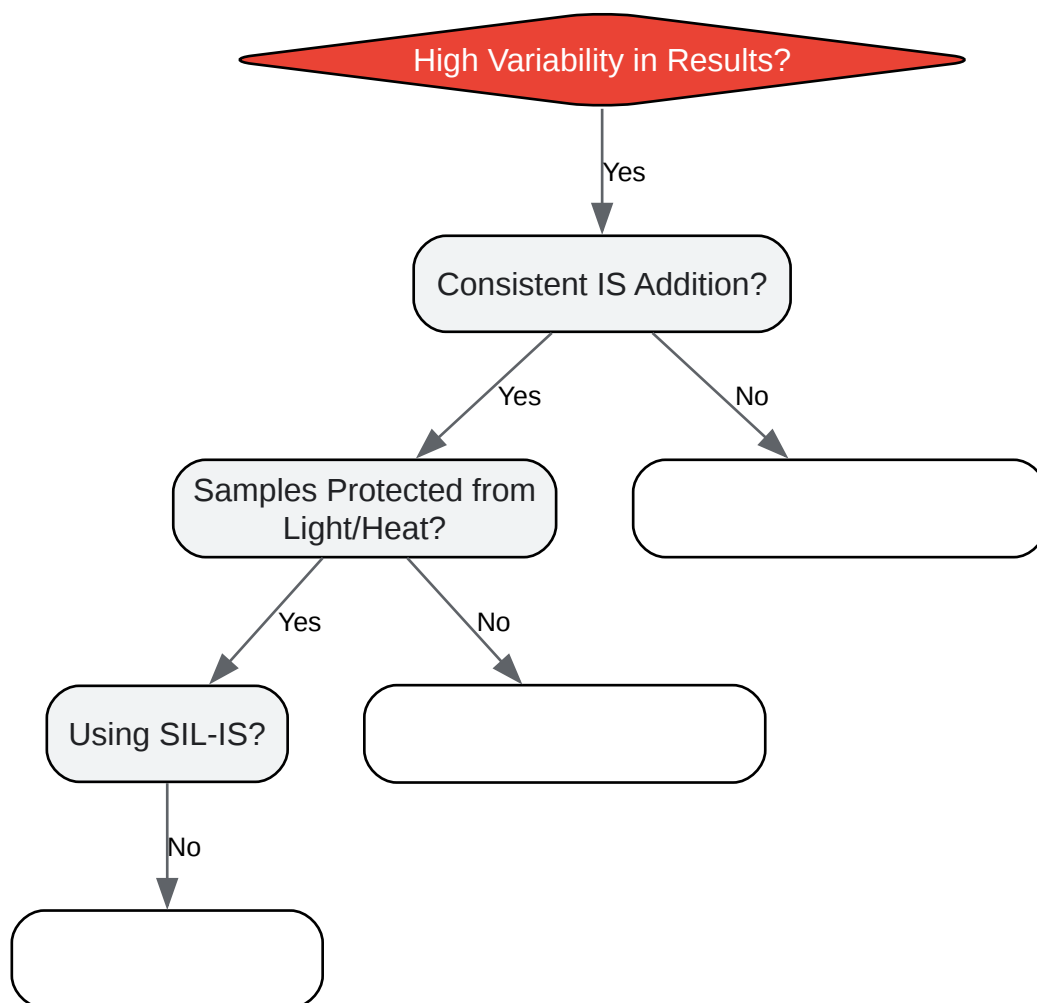 High Variability in Results?
Yes
Consistent IS Addition?
Yes
No
Samples Protected from
Light/Heat?
Yes
No
Using SIL-IS?
No